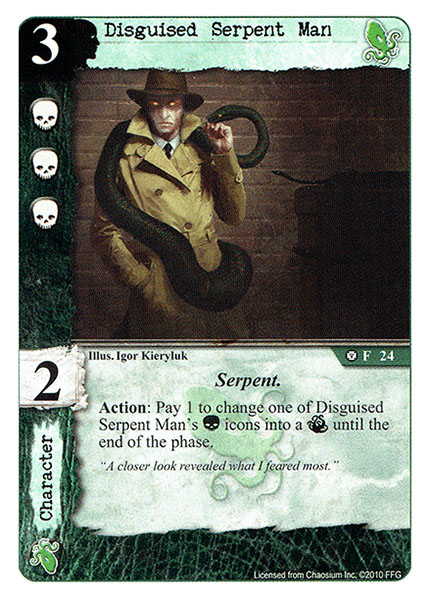 3
Disguised Serpent Man
Illus. Igor Kieryluk
F 24
2
Serpent.
Action: Pay 1 to change one of Disguised
Serpent Man's icons into a until the
end of the phase.
"A closer look revealed what I feared most."
Character
Licensed from Chaosium Inc. ©2010 FFG